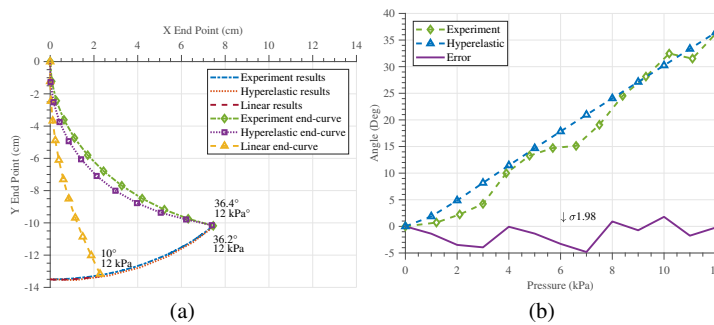 (a)
X End Point (cm)
0 2 4 6 8 10 12 14
Y End Point (cm)
0
-2
-4
-6
-8
-10
-12
-14
Experiment results
Hyperelastic results
Linear results
Experiment end-curve
Hyperelastic end-curve
Linear end-curve
36.4°
12 kPa°
36.2°
12 kPa
10°
12 kPa
(a)
(b)
40
35
30
25
20
15
10
5
0
-5
Angle (Deg)
Experiment
Hyperelastic
Error
↓ σ1.98
0 2 4 6 8 10 12
Pressure (kPa)
(b)